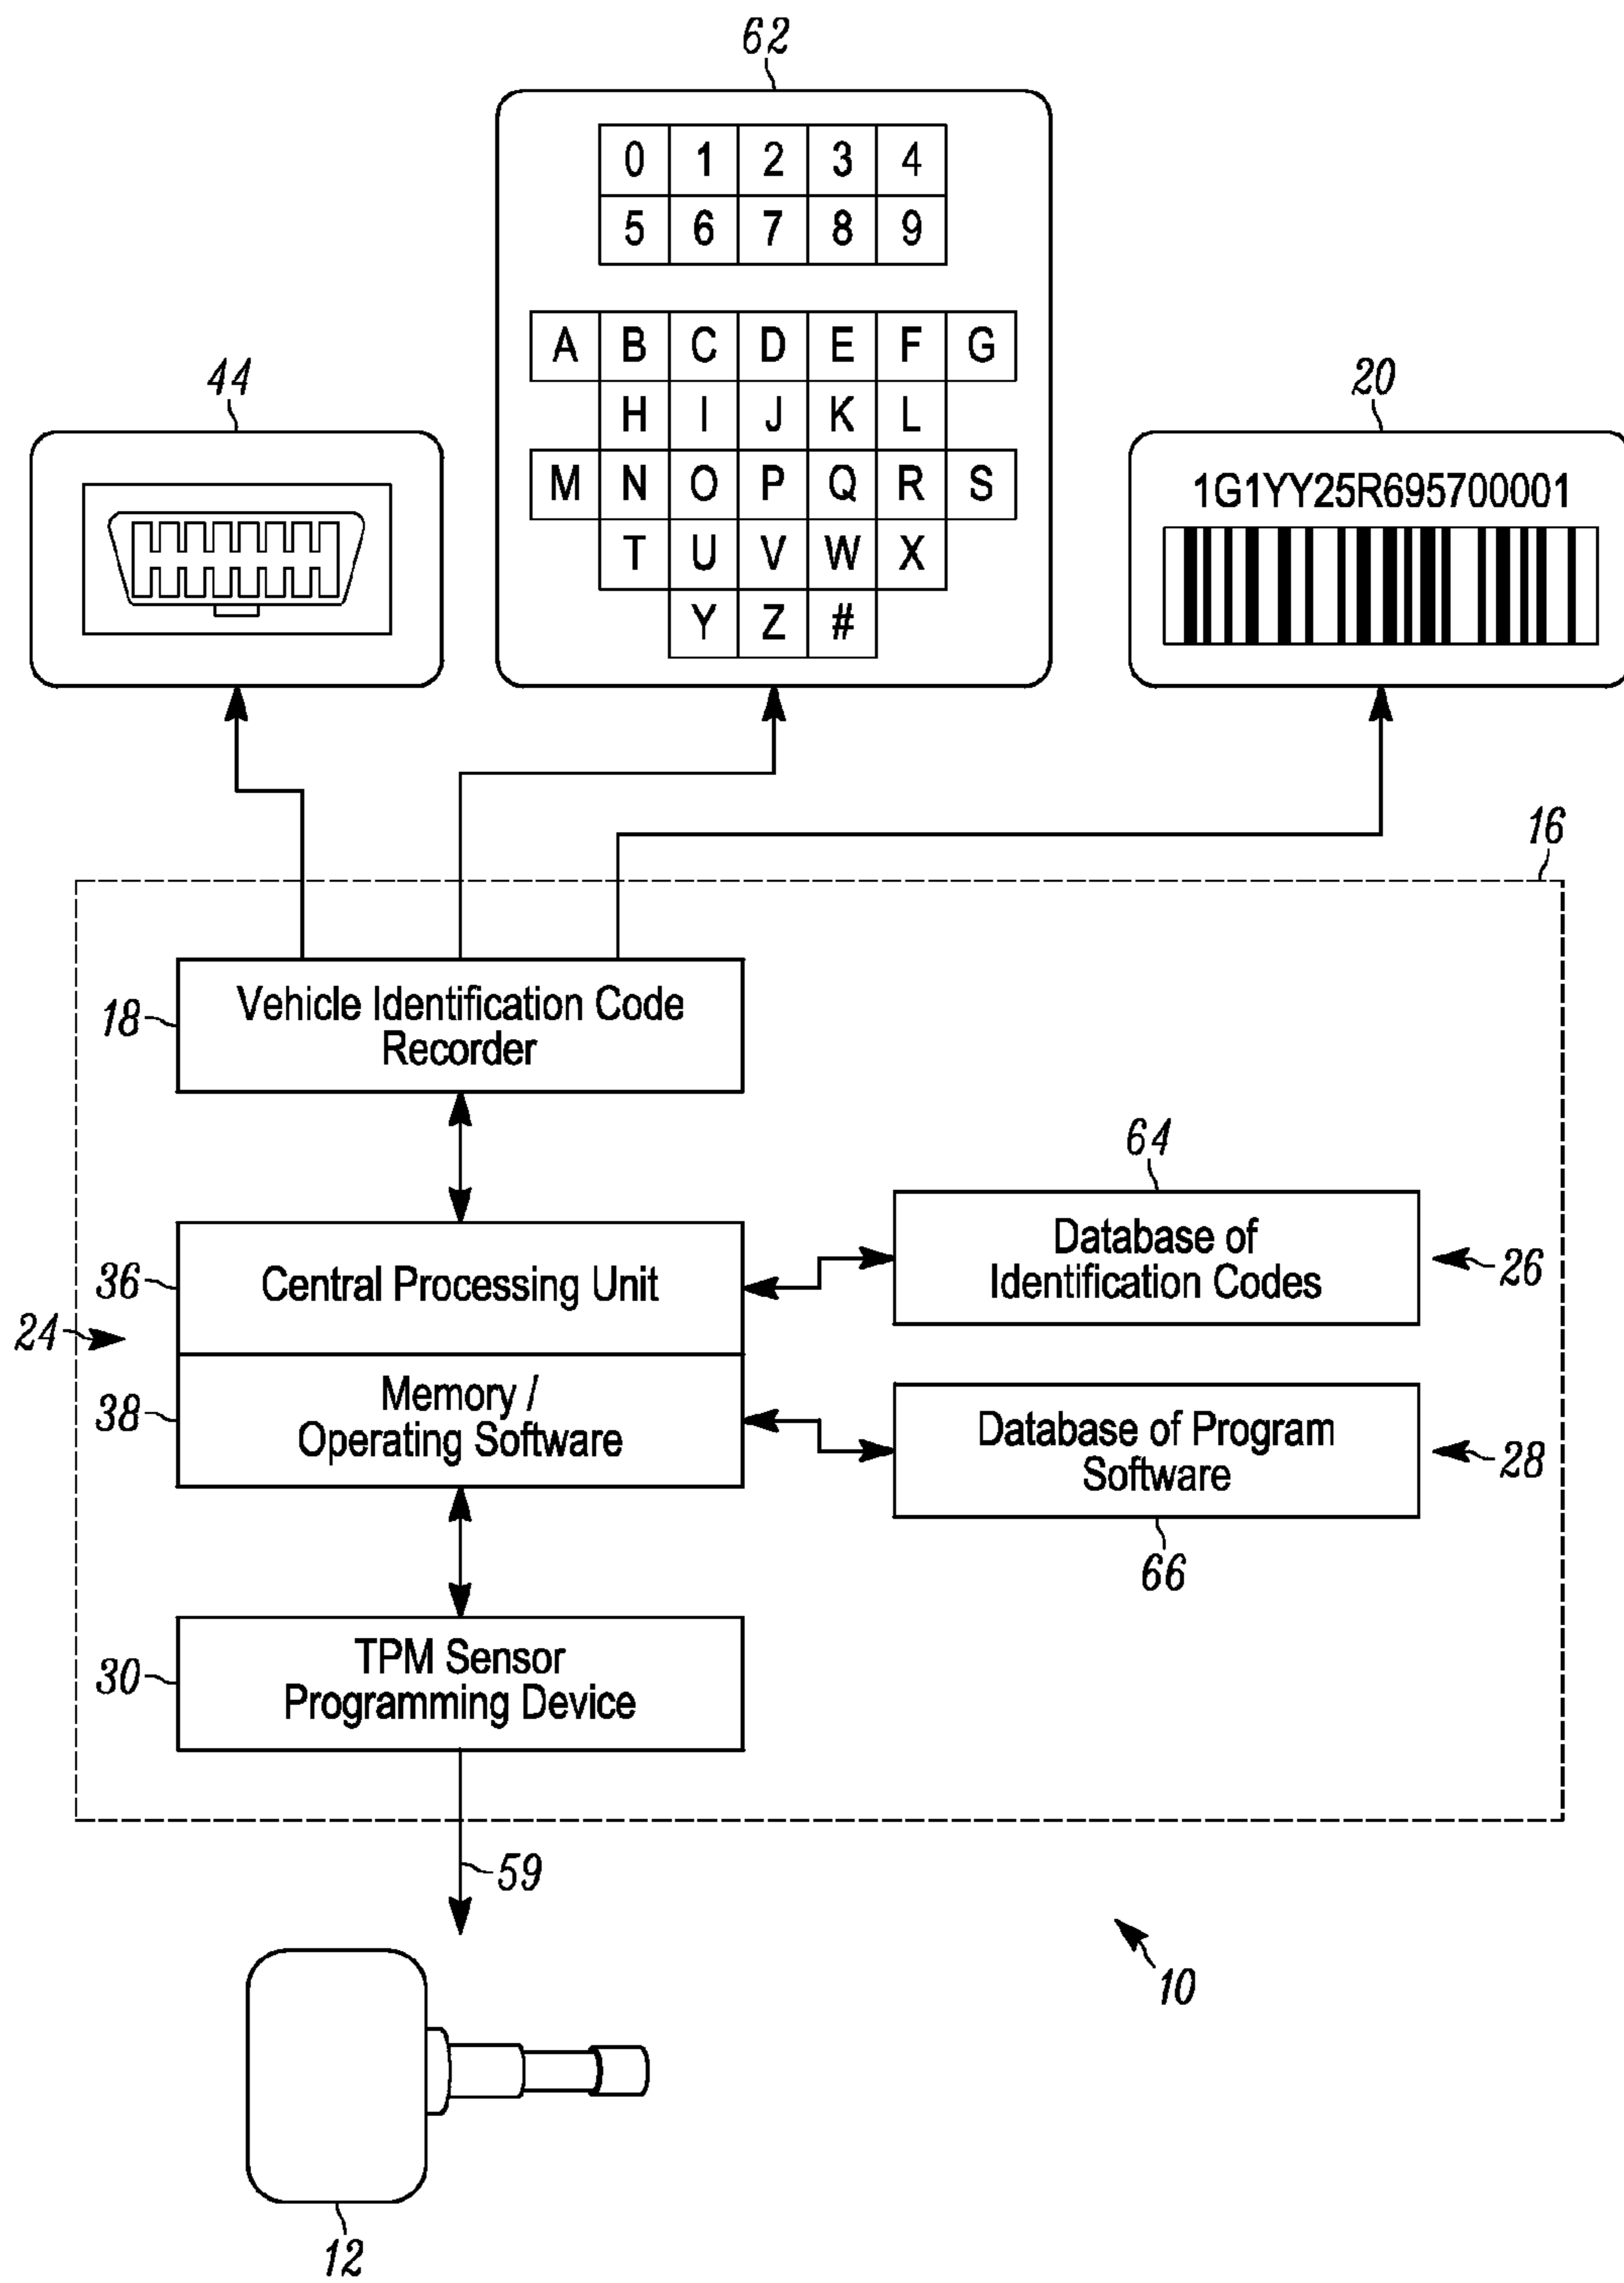 62
0 1 2 3 4
5 6 7 8 9
A B C D E F G
H I J K L
M N O P Q R S
T U V W X
Y Z #
44
20
1G1YY25R695700001
16
18
Vehicle Identification Code
Recorder
64
Database of
Identification Codes
26
36
Central Processing Unit
24
38
Memory /
Operating Software
Database of Program
Software
28
66
30
TPM Sensor
Programming Device
59
10
12